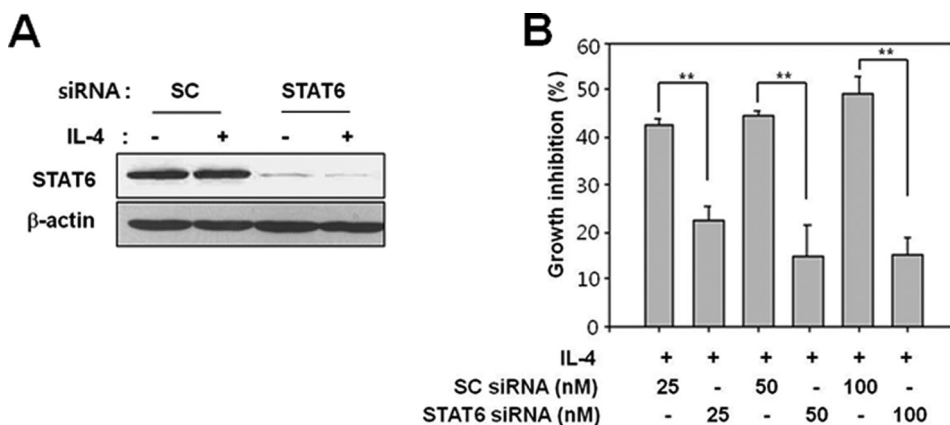 A
siRNA : SC STAT6
IL-4 : - + - +
STAT6
β-actin
B
Growth inhibition (%)
60
50
40
30
20
10
0
** ** **
IL-4 + + + + + +
SC siRNA (nM) 25 - 50 - 100 -
STAT6 siRNA (nM) - 25 - 50 - 100